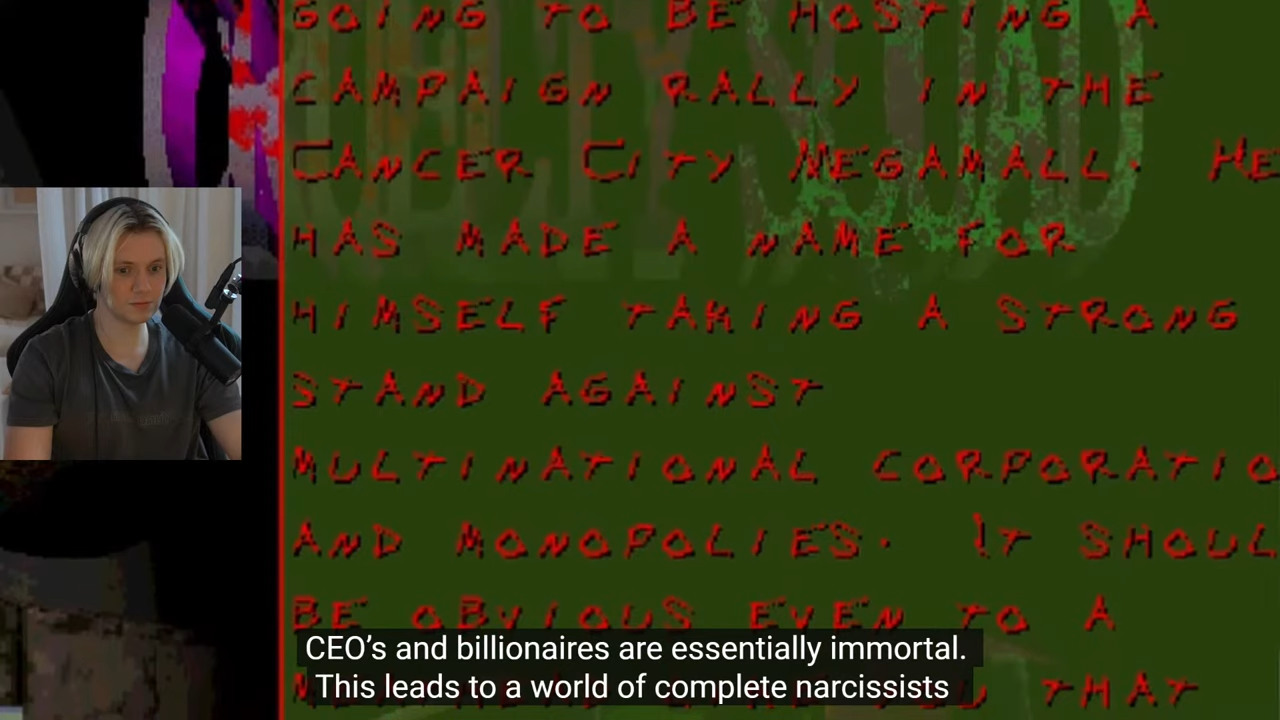 GOING TO BE HOSTING A
CAMPAIGN RALLY IN THE
CANCER CITY MEGAMALL. HE
HAS MADE A NAME FOR
HIMSELF TAKING A STRONG
STAND AGAINST
MULTINATIONAL CORPORATIO
AND MONOPOLIES. IT SHOUL
BE OBVIOUS EVEN TO A
THAT
CEO’s and billionaires are essentially immortal.
This leads to a world of complete narcissists